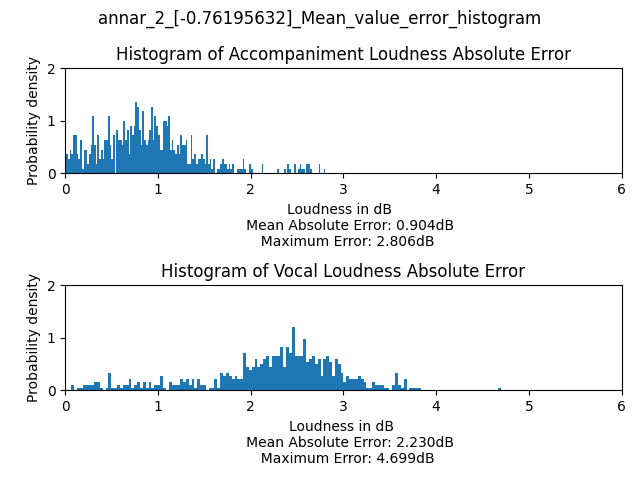 annar_2_[-0.76195632]_Mean_value_error_histogram
Histogram of Accompaniment Loudness Absolute Error
Probability density
2
1
0
0 1 2 3 4 5 6
Loudness in dB
Mean Absolute Error: 0.904dB
Maximum Error: 2.806dB
Histogram of Vocal Loudness Absolute Error
Probability density
2
1
0
0 1 2 3 4 5 6
Loudness in dB
Mean Absolute Error: 2.230dB
Maximum Error: 4.699dB